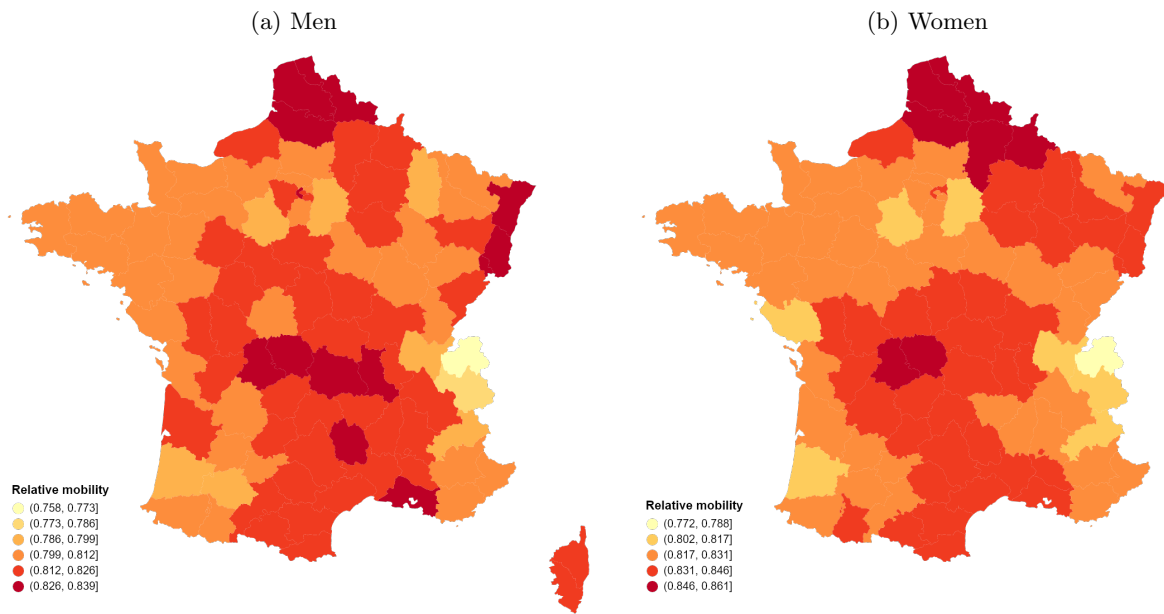 (a) Men
(b) Women
Relative mobility
(0.758, 0.773]
(0.773, 0.786]
(0.786, 0.799]
(0.799, 0.812]
(0.812, 0.826]
(0.826, 0.839]
Relative mobility
(0.772, 0.788]
(0.802, 0.817]
(0.817, 0.831]
(0.831, 0.846]
(0.846, 0.861]